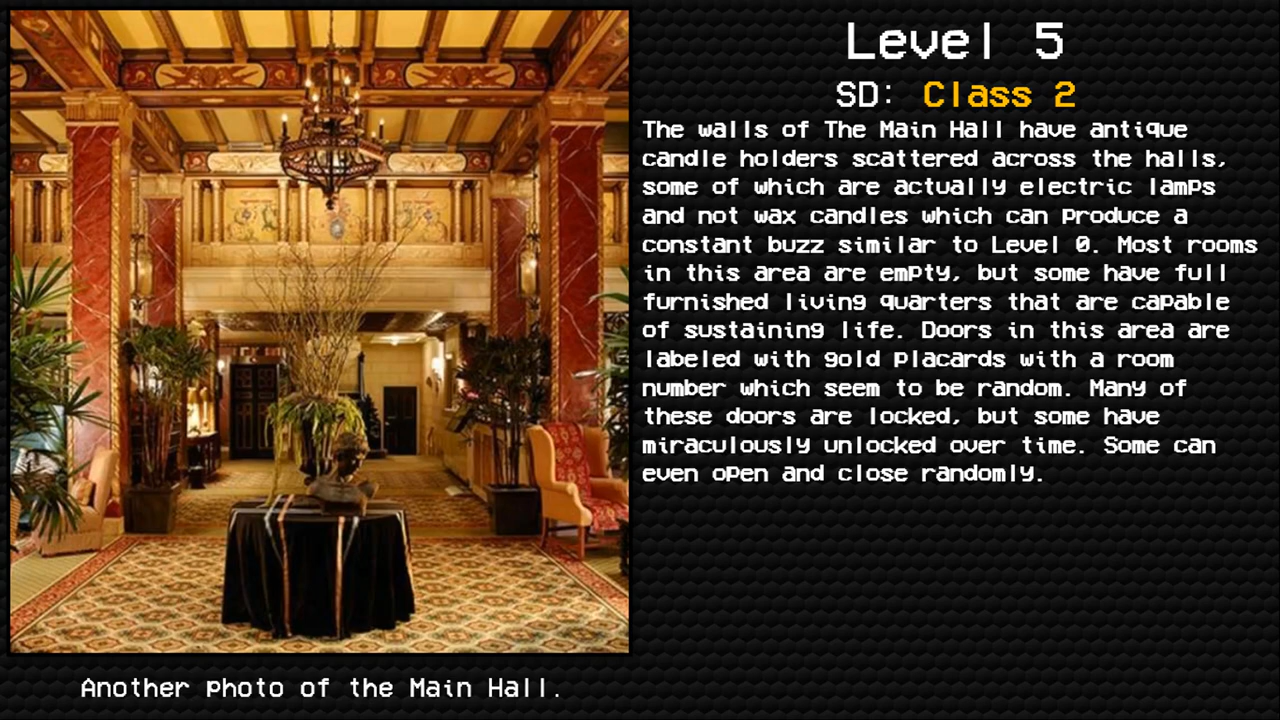 Level 5
SD: Class 2
The walls of The Main Hall have antique
candle holders scattered across the halls,
some of which are actually electric lamps
and not wax candles which can produce a
constant buzz similar to Level 0. Most rooms
in this area are empty, but some have full
furnished living quarters that are capable
of sustaining life. Doors in this area are
labeled with gold placards with a room
number which seem to be random. Many of
these doors are locked, but some have
miraculously unlocked over time. Some can
even open and close randomly.
Another photo of the Main Hall.